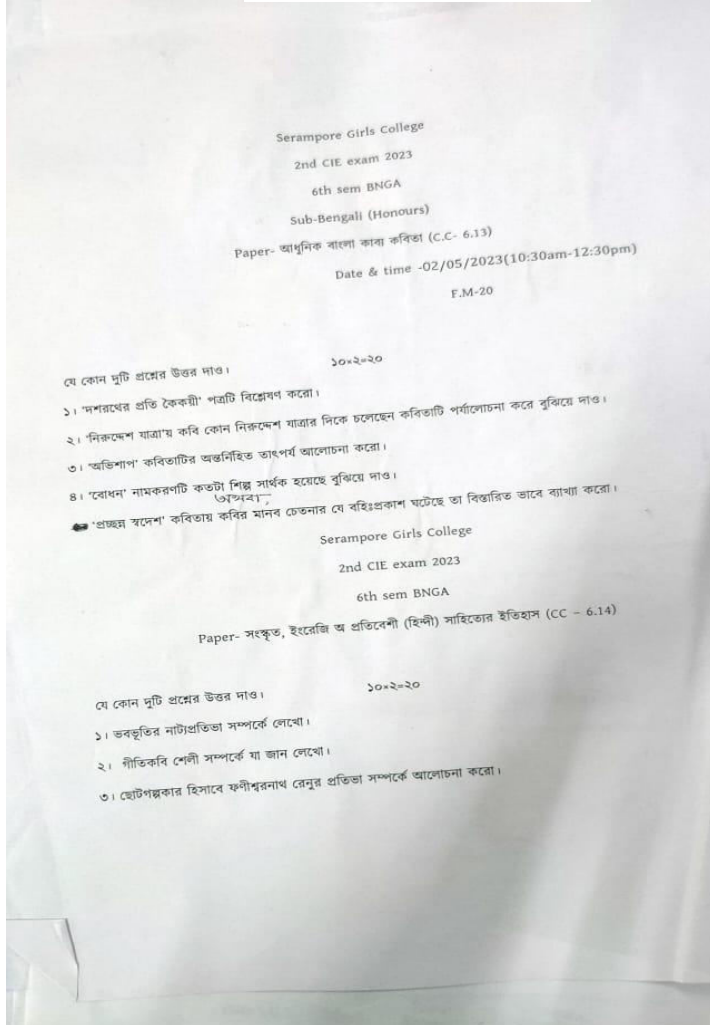 Serampore Girls College
2nd CIE exam 2023
6th sem BNGA
Sub-Bengali (Honours)
Paper- আধুনিক বাংলা কাব্য কবিতা (C.C- 6.13)
Date & time -02/05/2023(10:30am-12:30pm)
F.M-20
যে কোন দুটি প্রশ্নের উত্তর দাও। ১০×২=২০
১। 'দশরথের প্রতি কৈকয়ী' পত্রটি বিশ্লেষণ করো।
২। 'নিরুদ্দেশ যাত্রা'য় কবি কোন নিরুদ্দেশ যাত্রার দিকে চলেছেন কবিতাটি পর্যালোচনা করে বুঝিয়ে দাও।
৩। 'অভিশাপ' কবিতাটির অন্তর্নিহিত তাৎপর্য আলোচনা করো।
৪। 'বোধন' নামকরণটি কতটা শিল্প সার্থক হয়েছে বুঝিয়ে দাও।
অথবা,
'প্রচ্ছন্ন স্বদেশ' কবিতায় কবির মানব চেতনার যে বহিঃপ্রকাশ ঘটেছে তা বিস্তারিত ভাবে ব্যাখ্যা করো।
Serampore Girls College
2nd CIE exam 2023
6th sem BNGA
Paper- সংস্কৃত, ইংরেজি অ প্রতিবেশী (হিন্দী) সাহিত্যের ইতিহাস (CC – 6.14)
যে কোন দুটি প্রশ্নের উত্তর দাও। ১০×২=২০
১। ভবভূতির নাট্যপ্রতিভা সম্পর্কে লেখো।
২। গীতিকবি শেলী সম্পর্কে যা জান লেখো।
৩। ছোটগল্পকার হিসাবে ফণীশ্বরনাথ রেনুর প্রতিভা সম্পর্কে আলোচনা করো।